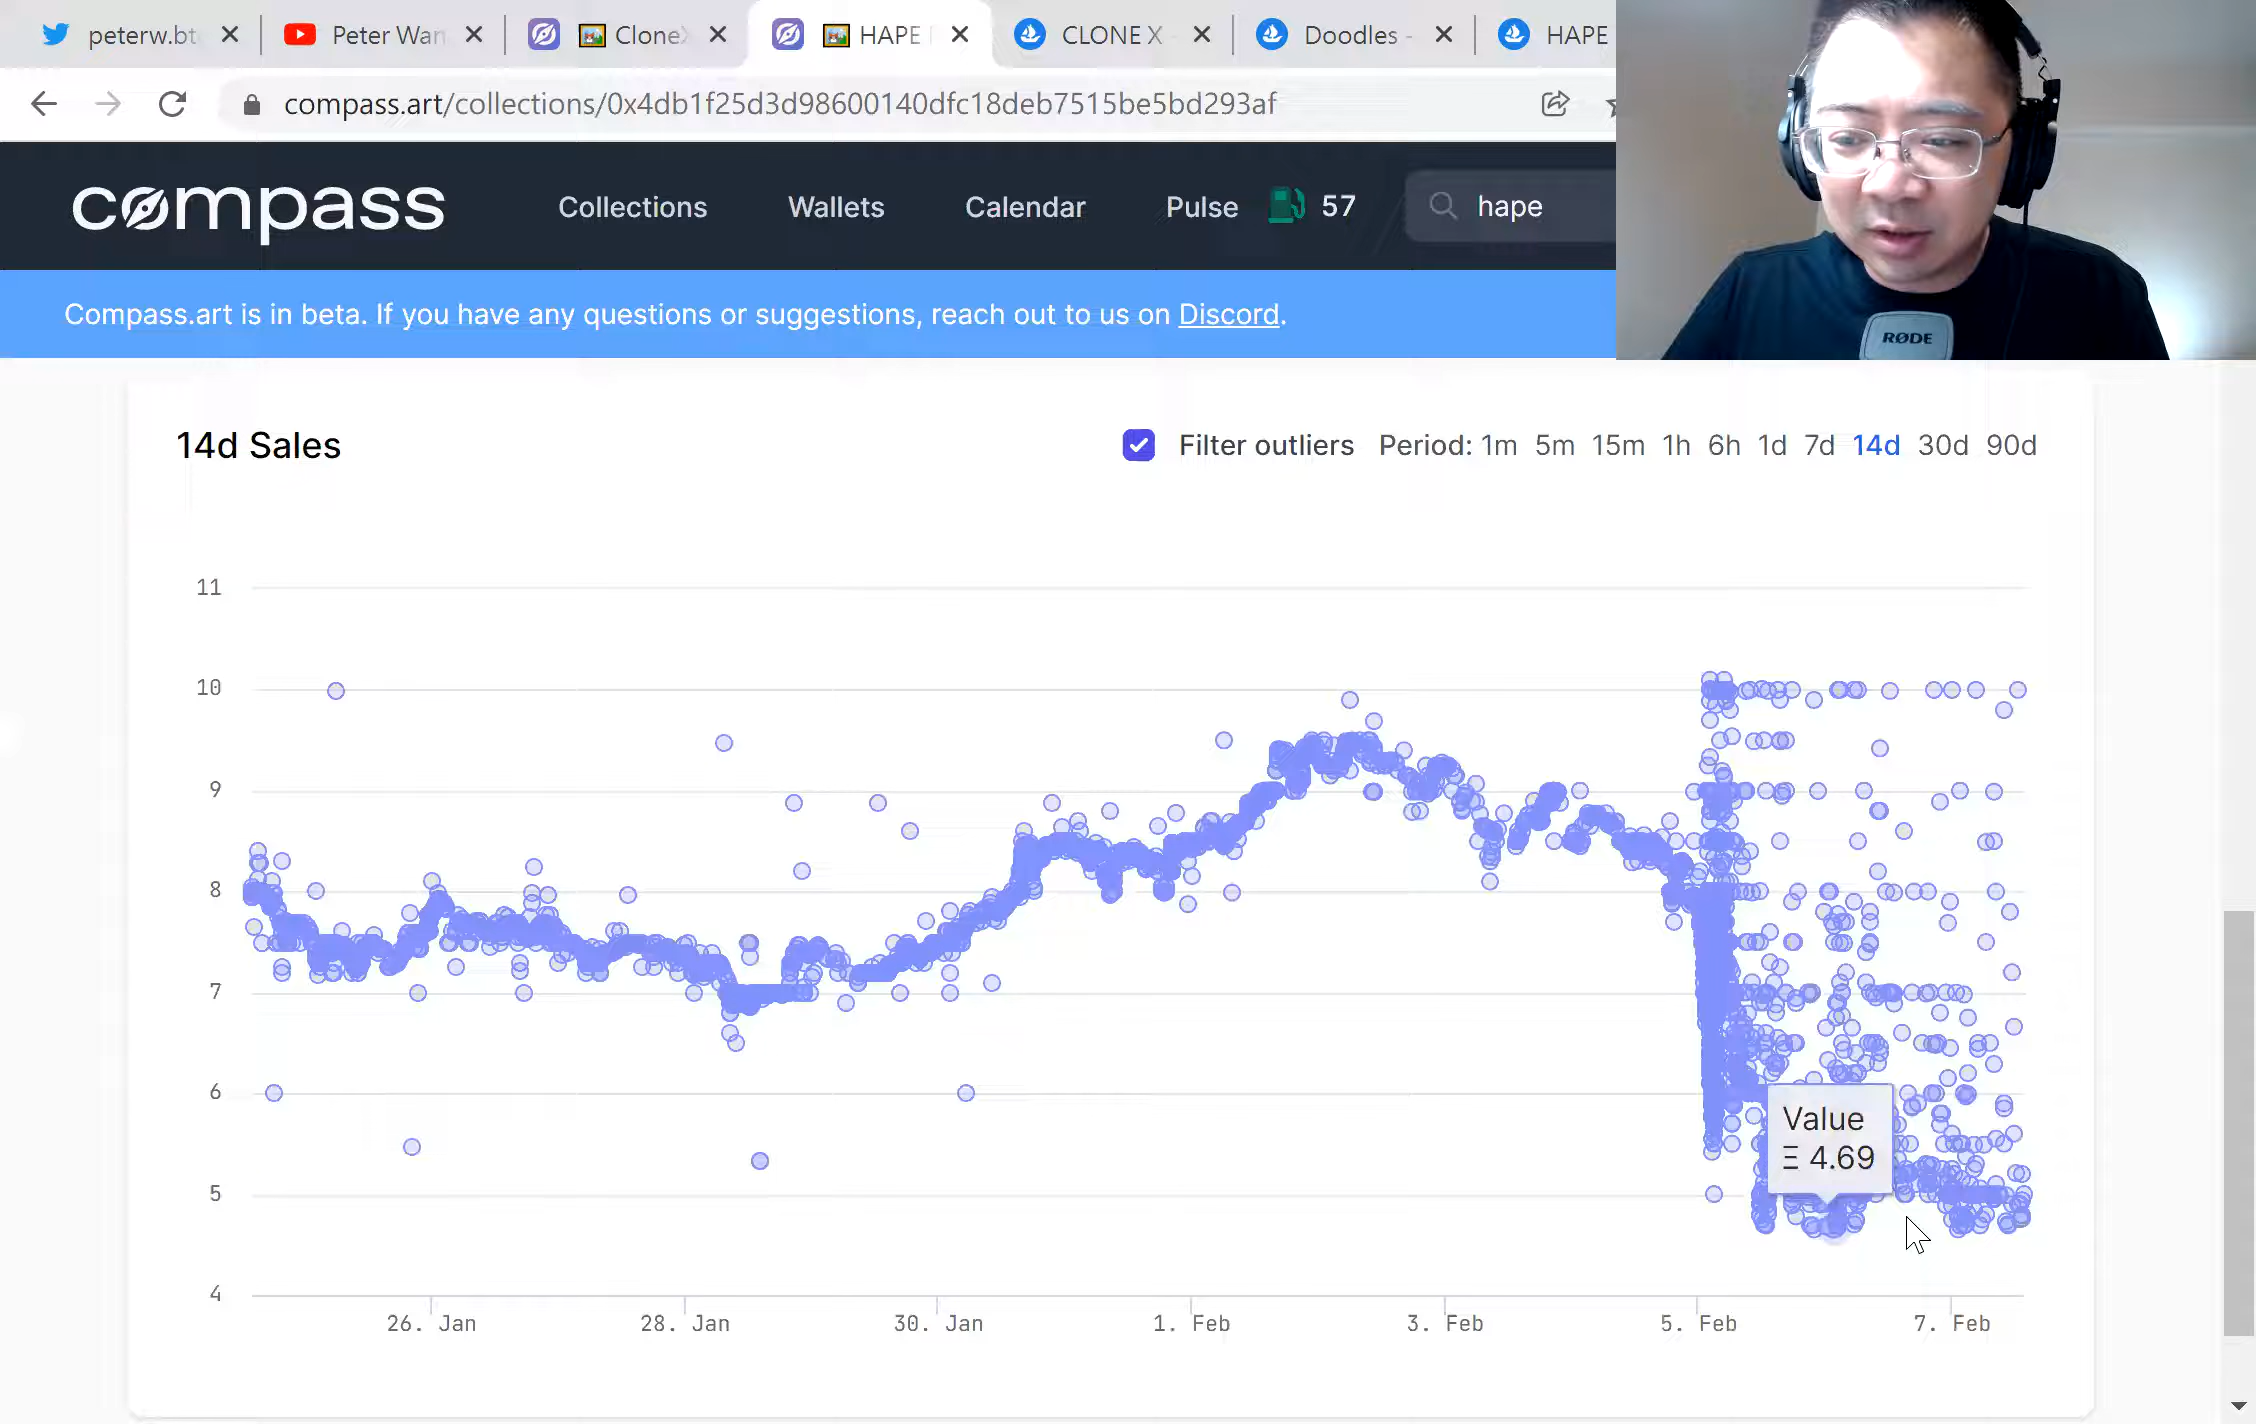 peterw.bt
Peter Wan
Clone
HAPE
CLONE X
Doodles -
HAPE
compass.art/collections/0x4db1f25d3d98600140dfc18deb7515be5bd293af
compass
Collections
Wallets
Calendar
Pulse
57
hape
RØDE
Compass.art is in beta. If you have any questions or suggestions, reach out to us on Discord.
14d Sales
Filter outliers
Period: 1m 5m 15m 1h 6h 1d 7d 14d 30d 90d
11
10
9
8
7
6
5
4
Value
Ξ 4.69
26. Jan
28. Jan
30. Jan
1. Feb
3. Feb
5. Feb
7. Feb